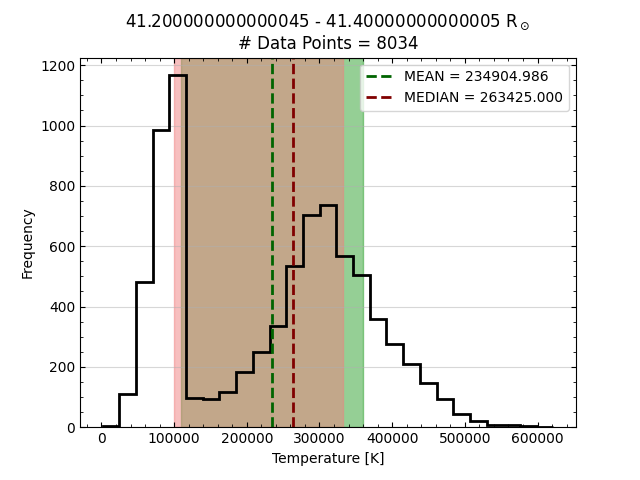 41.200000000000045 - 41.40000000000005 R⊙
# Data Points = 8034
MEAN = 234904.986
MEDIAN = 263425.000
Frequency
1200
1000
800
600
400
200
0
0 100000 200000 300000 400000 500000 600000
Temperature [K]